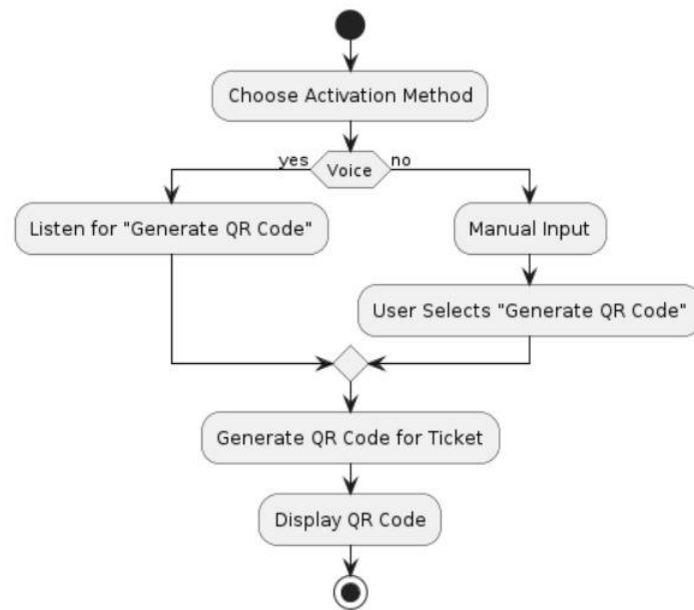 Choose Activation Method
yes
Voice
no
Listen for "Generate QR Code"
Manual Input
User Selects "Generate QR Code"
Generate QR Code for Ticket
Display QR Code